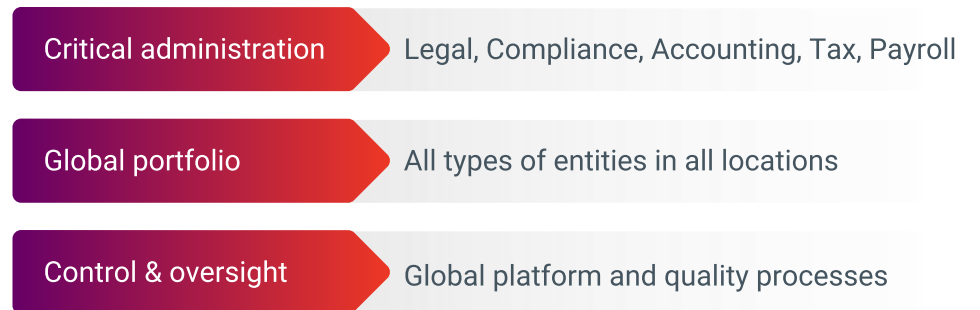 Critical administration
Legal, Compliance, Accounting, Tax, Payroll
Global portfolio
All types of entities in all locations
Control & oversight
Global platform and quality processes